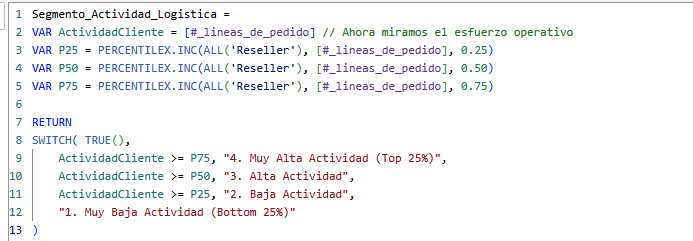 1 Segmento_Actividad_Logistica =
2 VAR ActividadCliente = [#_lineas_de_pedido] // Ahora miramos el esfuerzo operativo
3 VAR P25 = PERCENTILEX.INC(ALL('Reseller'), [#_lineas_de_pedido], 0.25)
4 VAR P50 = PERCENTILEX.INC(ALL('Reseller'), [#_lineas_de_pedido], 0.50)
5 VAR P75 = PERCENTILEX.INC(ALL('Reseller'), [#_lineas_de_pedido], 0.75)
6
7 RETURN
8 SWITCH( TRUE(),
9 ActividadCliente >= P75, "4. Muy Alta Actividad (Top 25%)",
10 ActividadCliente >= P50, "3. Alta Actividad",
11 ActividadCliente >= P25, "2. Baja Actividad",
12 "1. Muy Baja Actividad (Bottom 25%)"
13 )